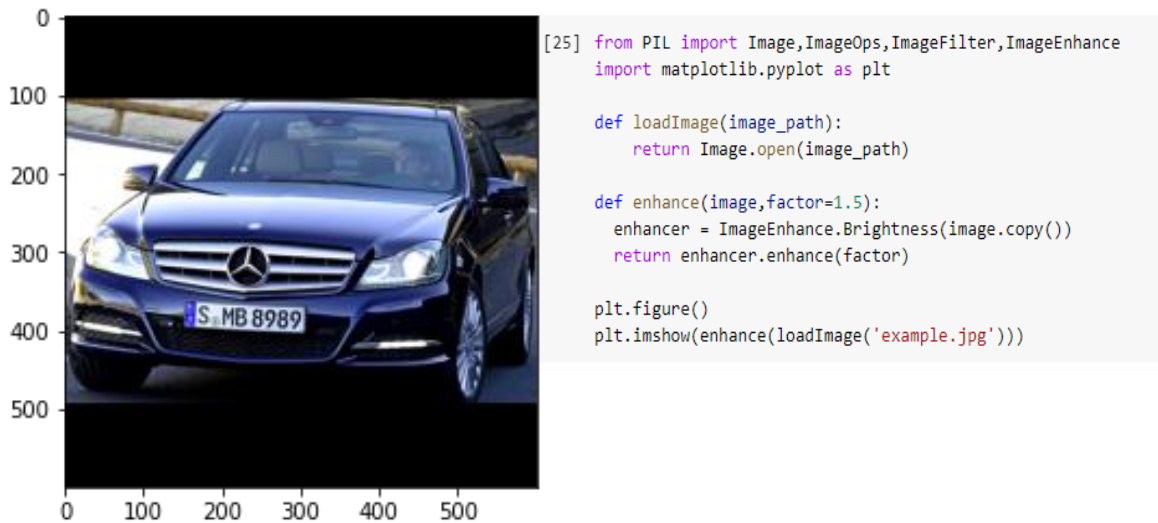 0
100
200
300
400
500
0 100 200 300 400 500
S MB 8989
[25] from PIL import Image,ImageOps,ImageFilter,ImageEnhance
import matplotlib.pyplot as plt
def loadImage(image_path):
    return Image.open(image_path)
def enhance(image,factor=1.5):
  enhancer = ImageEnhance.Brightness(image.copy())
  return enhancer.enhance(factor)
plt.figure()
plt.imshow(enhance(loadImage('example.jpg')))